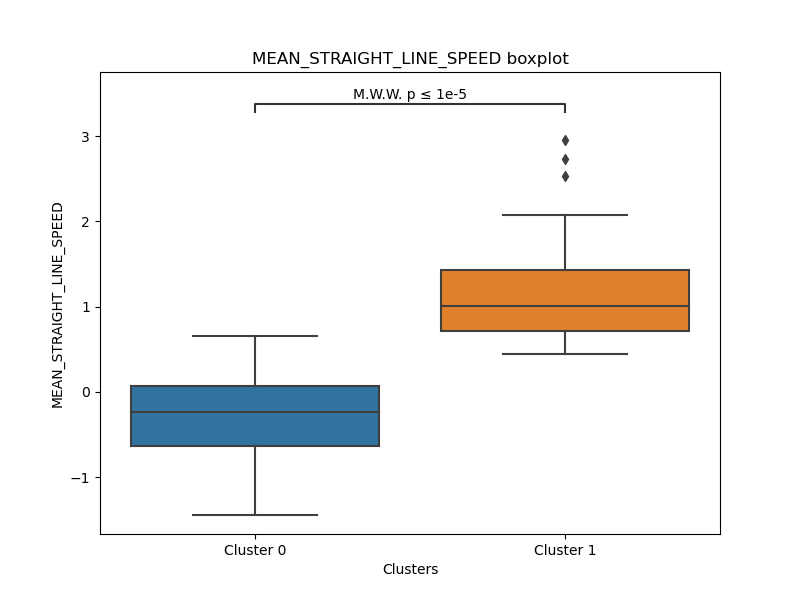 MEAN_STRAIGHT_LINE_SPEED boxplot
M.W.W. p ≤ 1e-5
3
2
1
0
−1
MEAN_STRAIGHT_LINE_SPEED
Cluster 0
Cluster 1
Clusters